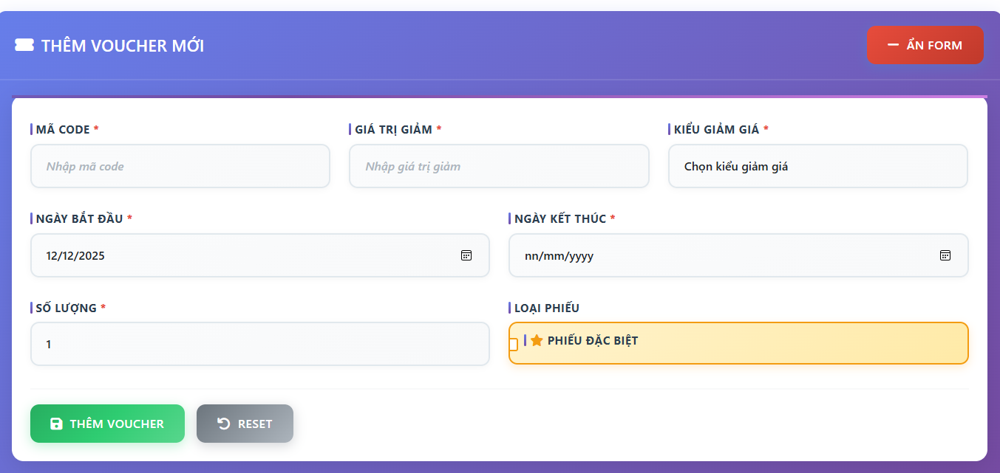 THÊM VOUCHER MỚI
ẨN FORM
MÃ CODE *
GIÁ TRỊ GIẢM *
KIỂU GIẢM GIÁ *
Nhập mã code
Nhập giá trị giảm
Chọn kiểu giảm giá
NGÀY BẮT ĐẦU *
NGÀY KẾT THÚC *
12/12/2025
nn/mm/yyyy
SỐ LƯỢNG *
LOẠI PHIẾU
1
PHIẾU ĐẶC BIỆT
THÊM VOUCHER
RESET